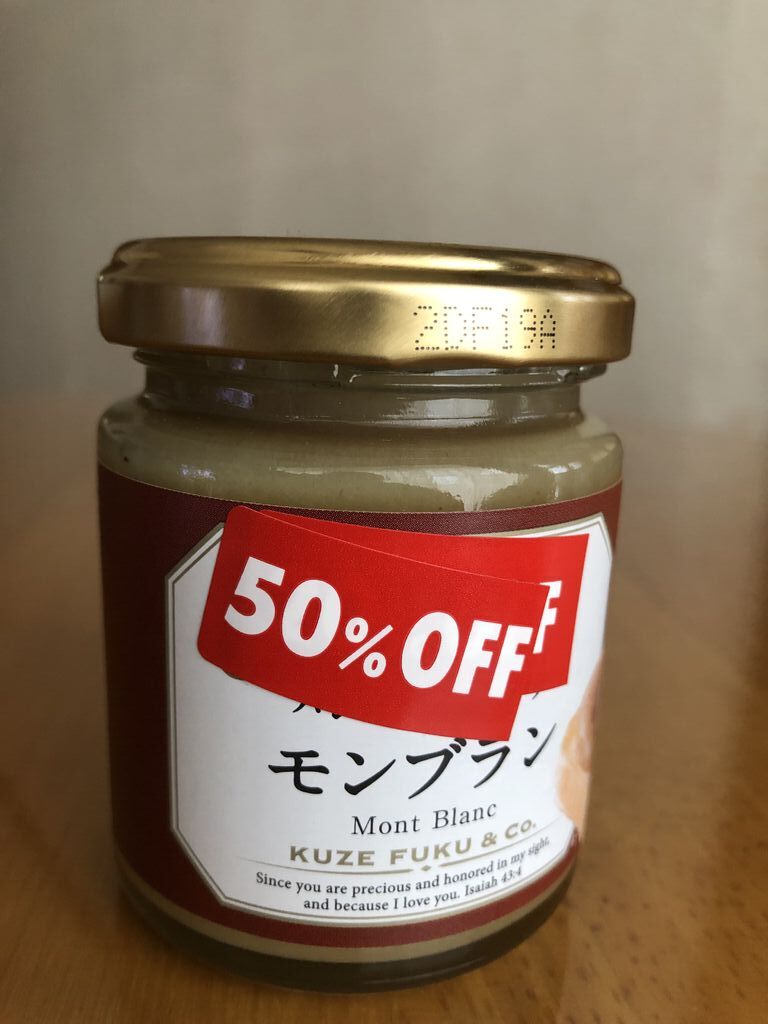 2DF19A
50%OFF
F
モンブラン
Mont Blanc
KUZE FUKU & Co.
Since you are precious and honored in my sight,
and because I love you. Isaiah 43:4